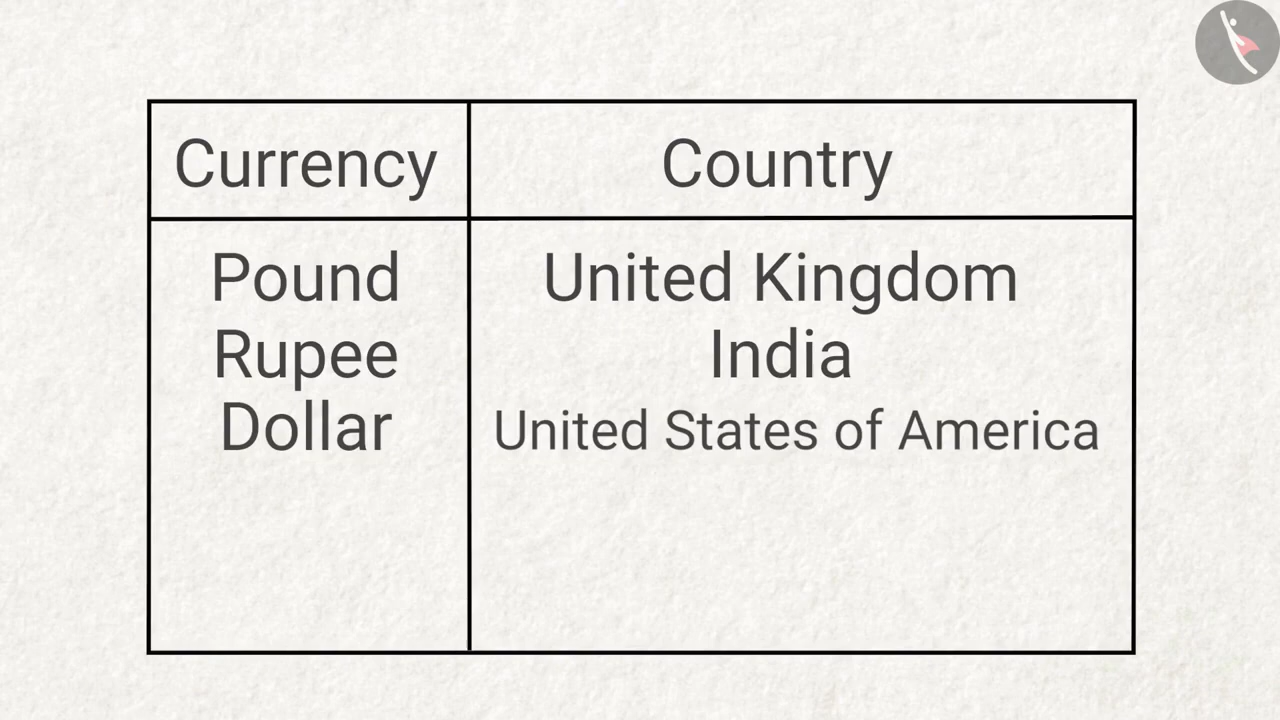 Currency Country
Pound United Kingdom
Rupee India
Dollar United States of America